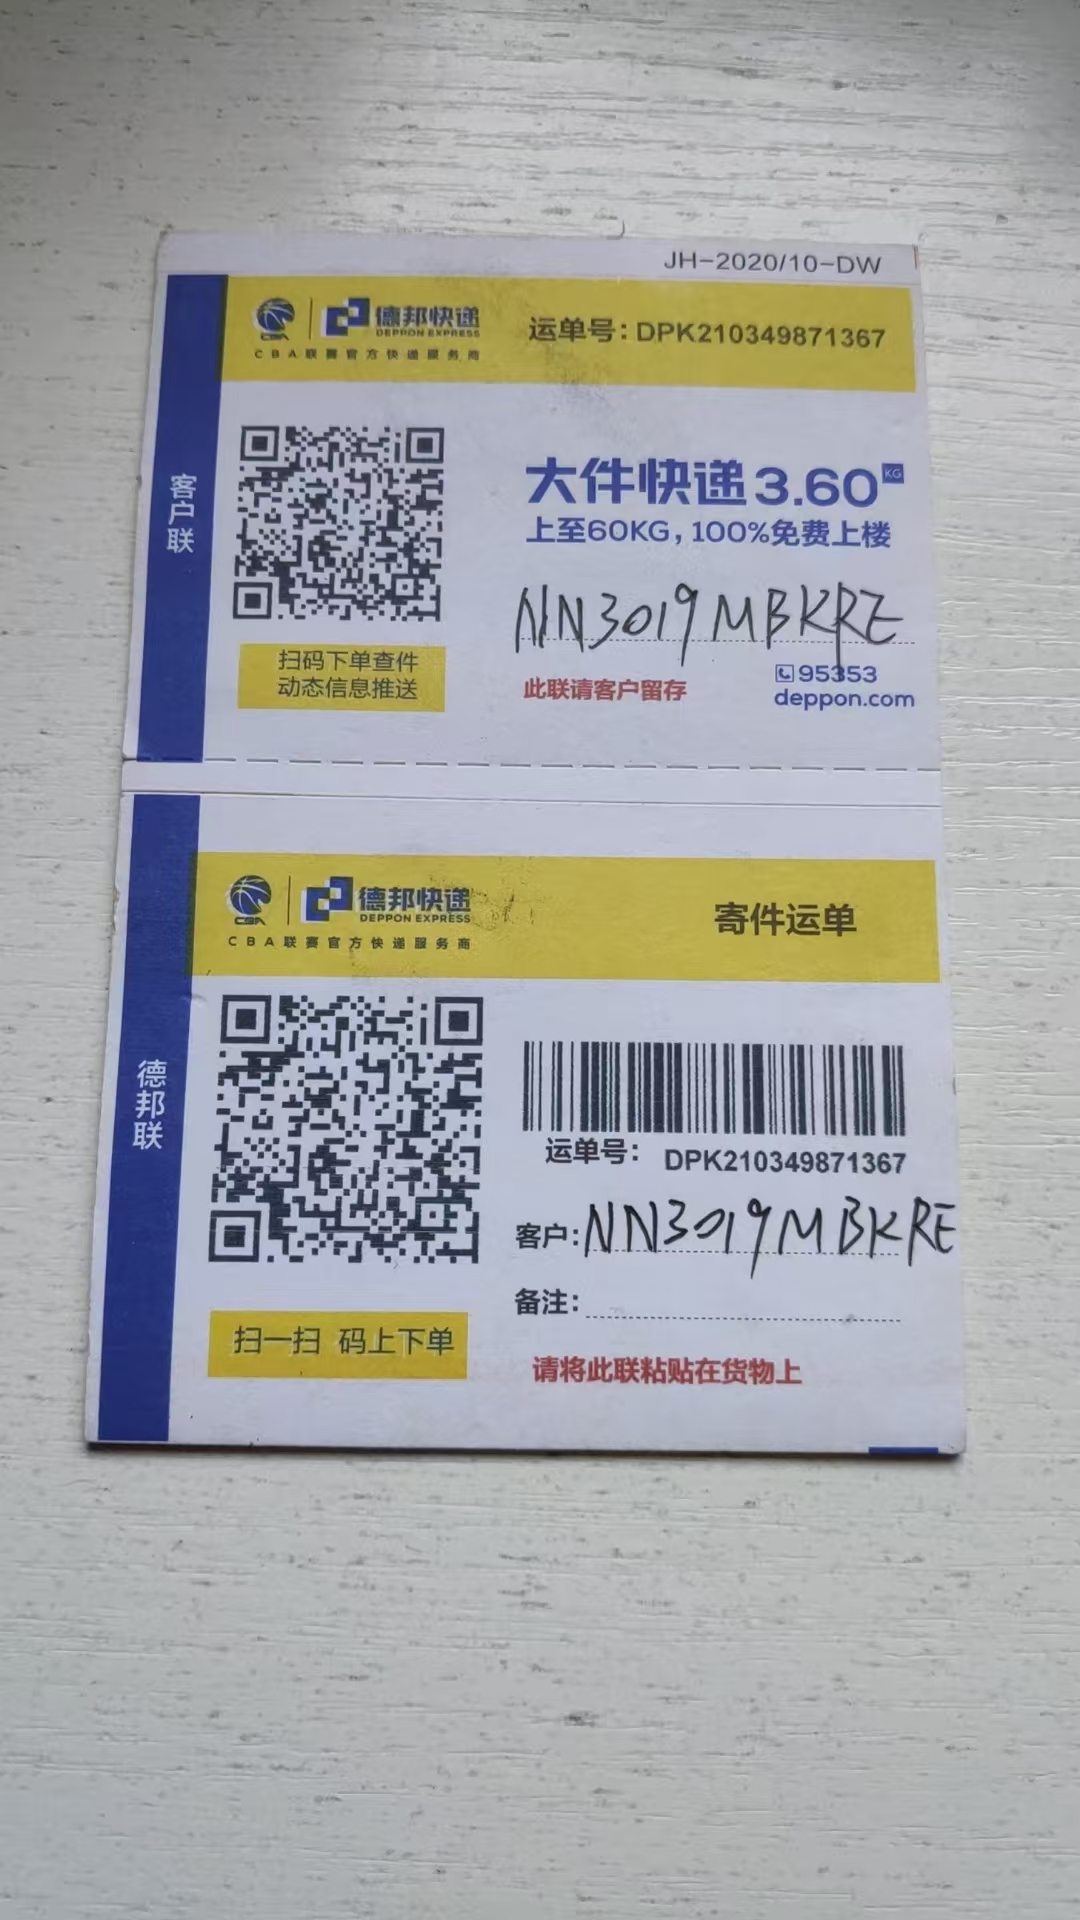 JH-2020/10-DW
德邦快递
DEPPON EXPRESS
CBA联赛官方快递服务商
运单号:DPK210349871367
客户联
大件快递3.60KG
上至60KG,100%免费上楼
NN3019MBKRE
扫码下单查件
动态信息推送
此联请客户留存
95353
deppon.com
CBA
德邦快递
DEPPON EXPRESS
CBA联赛官方快递服务商
寄件运单
德邦联
运单号: DPK210349871367
客户:NN3019MBKRE
备注:
扫一扫 码上下单
请将此联粘贴在货物上